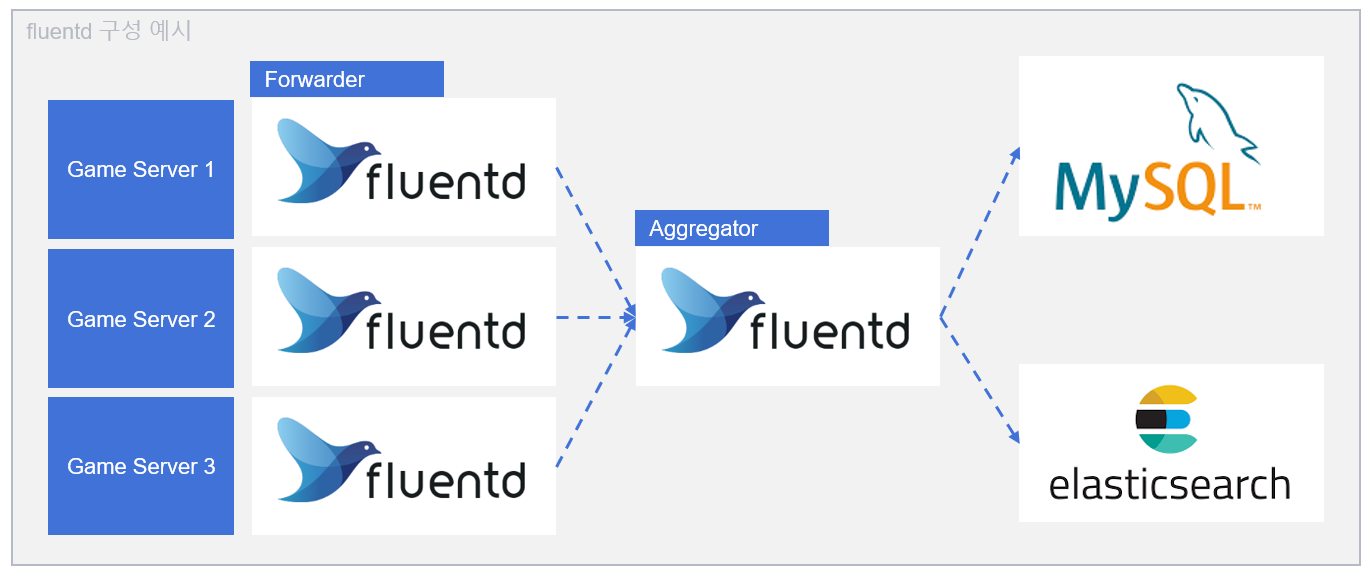 fluentd 구성 예시
Forwarder
Game Server 1
fluentd
Game Server 2
fluentd
Game Server 3
fluentd
Aggregator
fluentd
MySQL™
elasticsearch